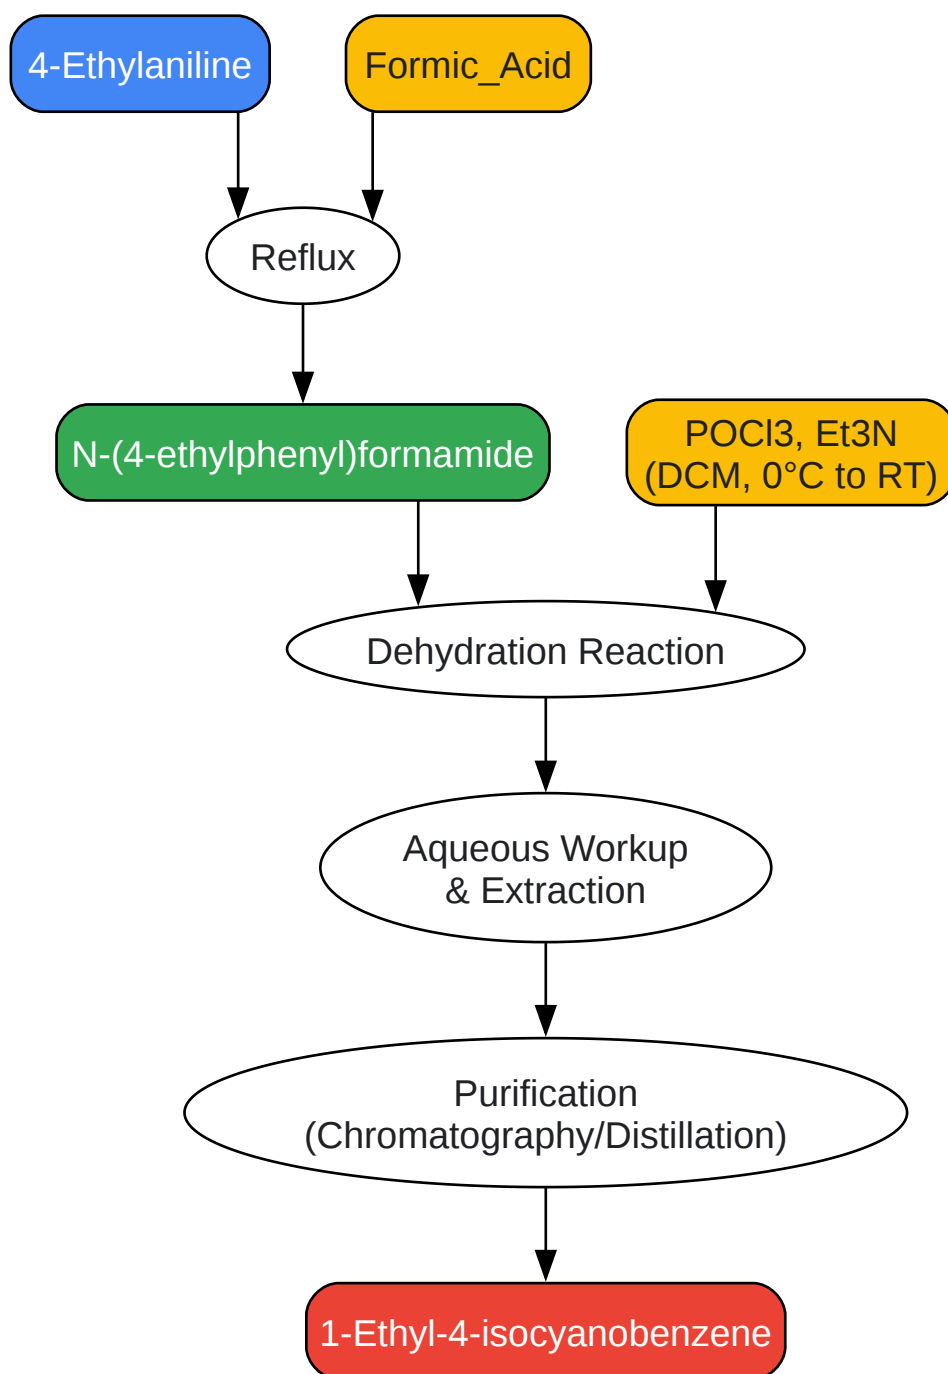 4-Ethylaniline
Formic_Acid
Reflux
N-(4-ethylphenyl)formamide
POCl3, Et3N
(DCM, 0°C to RT)
Dehydration Reaction
Aqueous Workup
& Extraction
Purification
(Chromatography/Distillation)
1-Ethyl-4-isocyanobenzene